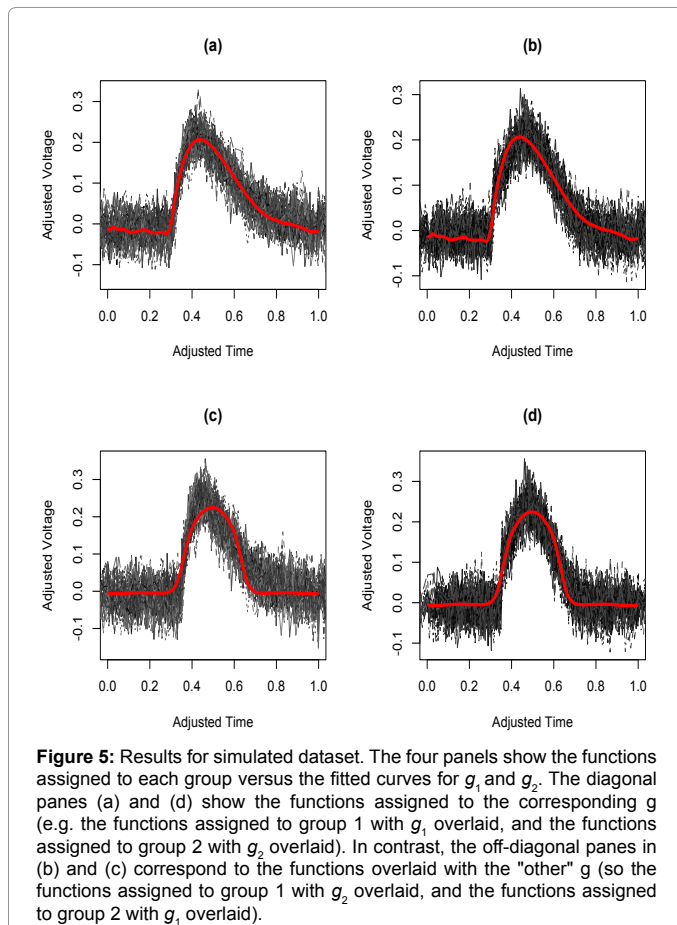 (a)
(b)
Adjusted Voltage
0.3
0.2
0.1
0.0
-0.1
0.0 0.2 0.4 0.6 0.8 1.0
Adjusted Time
Adjusted Voltage
0.3
0.2
0.1
0.0
-0.1
0.0 0.2 0.4 0.6 0.8 1.0
Adjusted Time
(c)
(d)
Adjusted Voltage
0.3
0.2
0.1
0.0
-0.1
0.0 0.2 0.4 0.6 0.8 1.0
Adjusted Time
Adjusted Voltage
0.3
0.2
0.1
0.0
-0.1
0.0 0.2 0.4 0.6 0.8 1.0
Adjusted Time
Figure 5: Results for simulated dataset. The four panels show the functions
assigned to each group versus the fitted curves for g1 and g2. The diagonal
panes (a) and (d) show the functions assigned to the corresponding g
(e.g. the functions assigned to group 1 with g1 overlaid, and the functions
assigned to group 2 with g2 overlaid). In contrast, the off-diagonal panes in
(b) and (c) correspond to the functions overlaid with the "other" g (so the
functions assigned to group 1 with g2 overlaid, and the functions assigned
to group 2 with g1 overlaid).